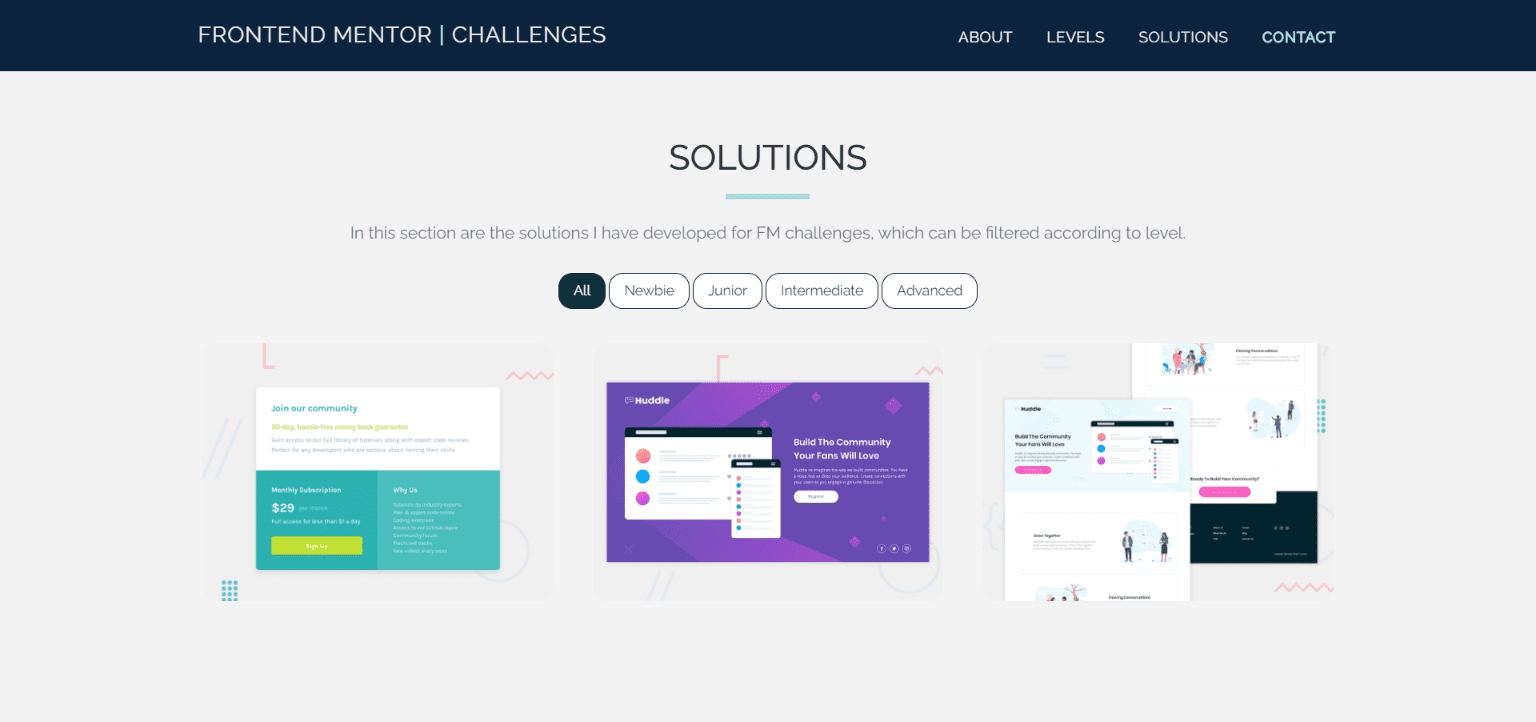 FRONTEND MENTOR | CHALLENGES
ABOUT LEVELS SOLUTIONS CONTACT
SOLUTIONS
In this section are the solutions I have developed for FM challenges, which can be filtered according to level.
All Newbie Junior Intermediate Advanced
Join our community
30-day, hassle-free money back guarantee
Gain access to our full library of tutorials along with expert code reviews.
Perfect for any developers who are serious about honing their skills.
Monthly Subscription
$29 per month
Full access for less than $1 a day
Sign Us
Why Us
Tutorials by industry experts
Peer & expert code review
Coding exercises
Access to our GitHub repos
Community forum
Flashcard decks
New videos every week
Huddle
Build The Community
Your Fans Will Love
Huddle re-imagines the way we build communities. You have
a voice, but so does your audience. Create connections with
your users as you engage in genuine discussion.
Register
Huddle
Build The Community
Your Fans Will Love
Grow Together
Flowing Conversations
Flowing Conversations
Ready To Build Your Community?